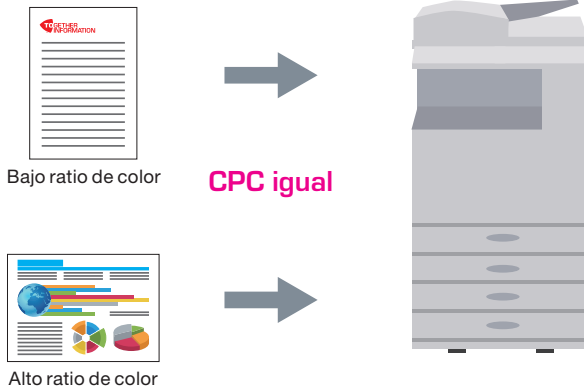 TOGETHER
INFORMATION
Bajo ratio de color
CPC igual
Alto ratio de color